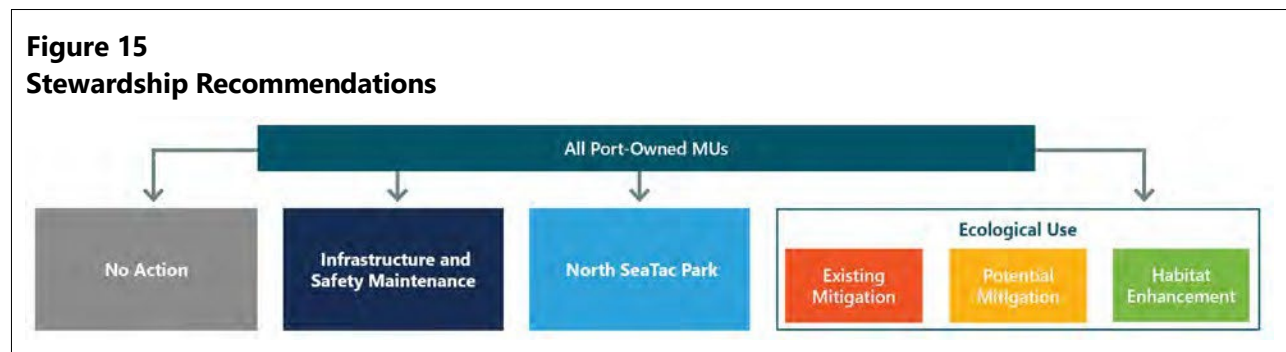 Figure 15
Stewardship Recommendations
All Port-Owned MUs
No Action
Infrastructure and
Safety Maintenance
North SeaTac Park
Ecological Use
Existing
Mitigation
Potential
Mitigation
Habitat
Enhancement